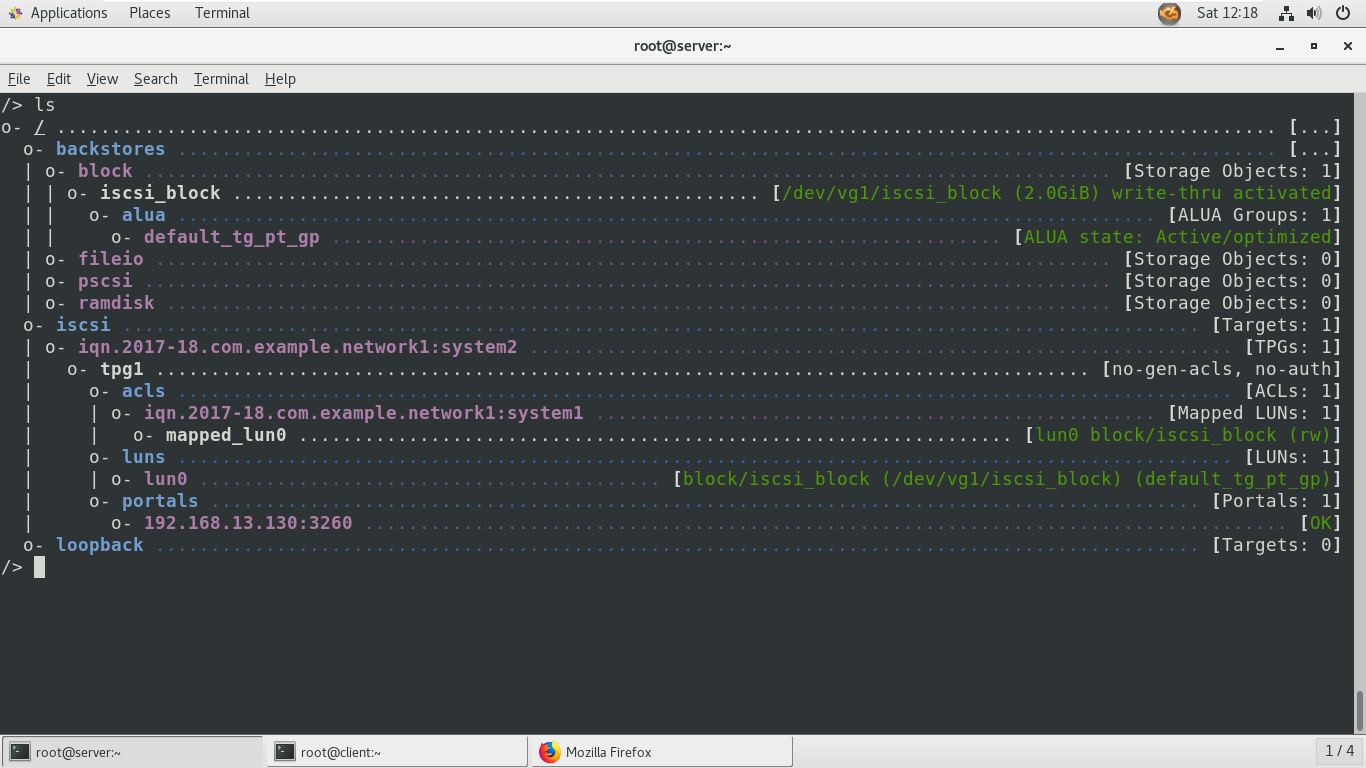 Applications Places Terminal Sat 12:18
root@server:~
File Edit View Search Terminal Help
/> ls
o- / ............................................................................................................... [...]
  o- backstores .................................................................................................... [...]
  | o- block ........................................................................................ [Storage Objects: 1]
  | | o- iscsi_block ................................................ [/dev/vg1/iscsi_block (2.0GiB) write-thru activated]
  | |   o- alua ......................................................................................... [ALUA Groups: 1]
  | |     o- default_tg_pt_gp ............................................................. [ALUA state: Active/optimized]
  | o- fileio ....................................................................................... [Storage Objects: 0]
  | o- pscsi ........................................................................................ [Storage Objects: 0]
  | o- ramdisk ...................................................................................... [Storage Objects: 0]
  o- iscsi .................................................................................................. [Targets: 1]
  | o- iqn.2017-18.com.example.network1:system2 ................................................................ [TPGs: 1]
  |   o- tpg1 ..................................................................................... [no-gen-acls, no-auth]
  |     o- acls ................................................................................................ [ACLs: 1]
  |     | o- iqn.2017-18.com.example.network1:system1 ................................................... [Mapped LUNs: 1]
  |     |   o- mapped_lun0 ................................................................. [lun0 block/iscsi_block (rw)]
  |     o- luns ................................................................................................ [LUNs: 1]
  |     | o- lun0 .......................................... [block/iscsi_block (/dev/vg1/iscsi_block) (default_tg_pt_gp)]
  |     o- portals .......................................................................................... [Portals: 1]
  |       o- 192.168.13.130:3260 .................................................................................... [OK]
  o- loopback ............................................................................................... [Targets: 0]
/>
root@server:~ root@client:~ Mozilla Firefox 1 / 4